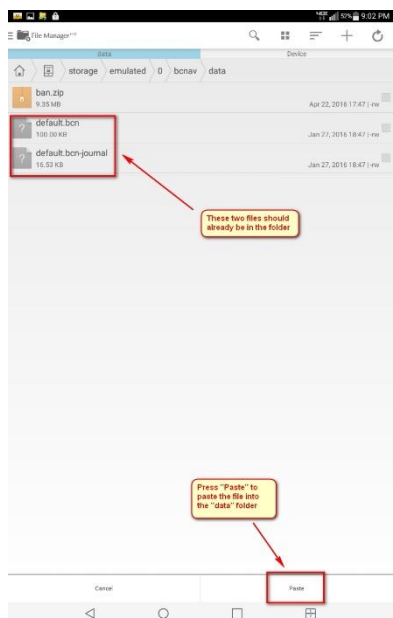 52% 9:02 PM
File Manager
data
Device
storage
emulated
0
bcnav
data
ban.zip
9.35 MB
Apr 22, 2016 17:47 |-rw
default.bcn
100.00 KB
Jan 27, 2016 18:47 |-rw
default.bcn-journal
16.53 KB
Jan 27, 2016 18:47 |-rw
These two files should
already be in the folder
Press "Paste" to
paste the file into
the "data" folder
Cancel
Paste